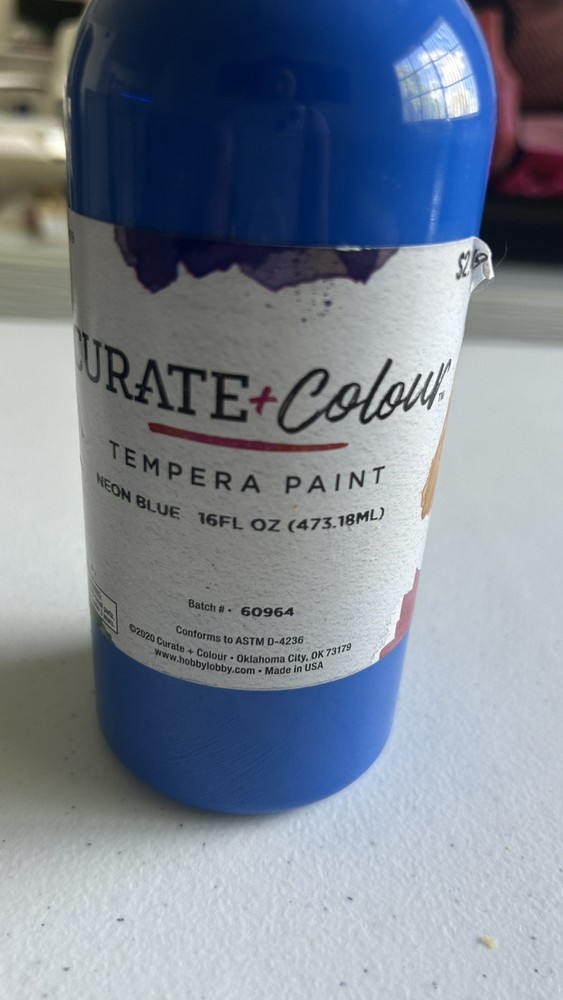 CURATE+Colour™
TEMPERA PAINT
NEON BLUE 16FL OZ (473.18ML)
Batch # - 60964
Conforms to ASTM D-4236
©2020 Curate + Colour • Oklahoma City, OK 73179
www.hobbylobby.com • Made in USA